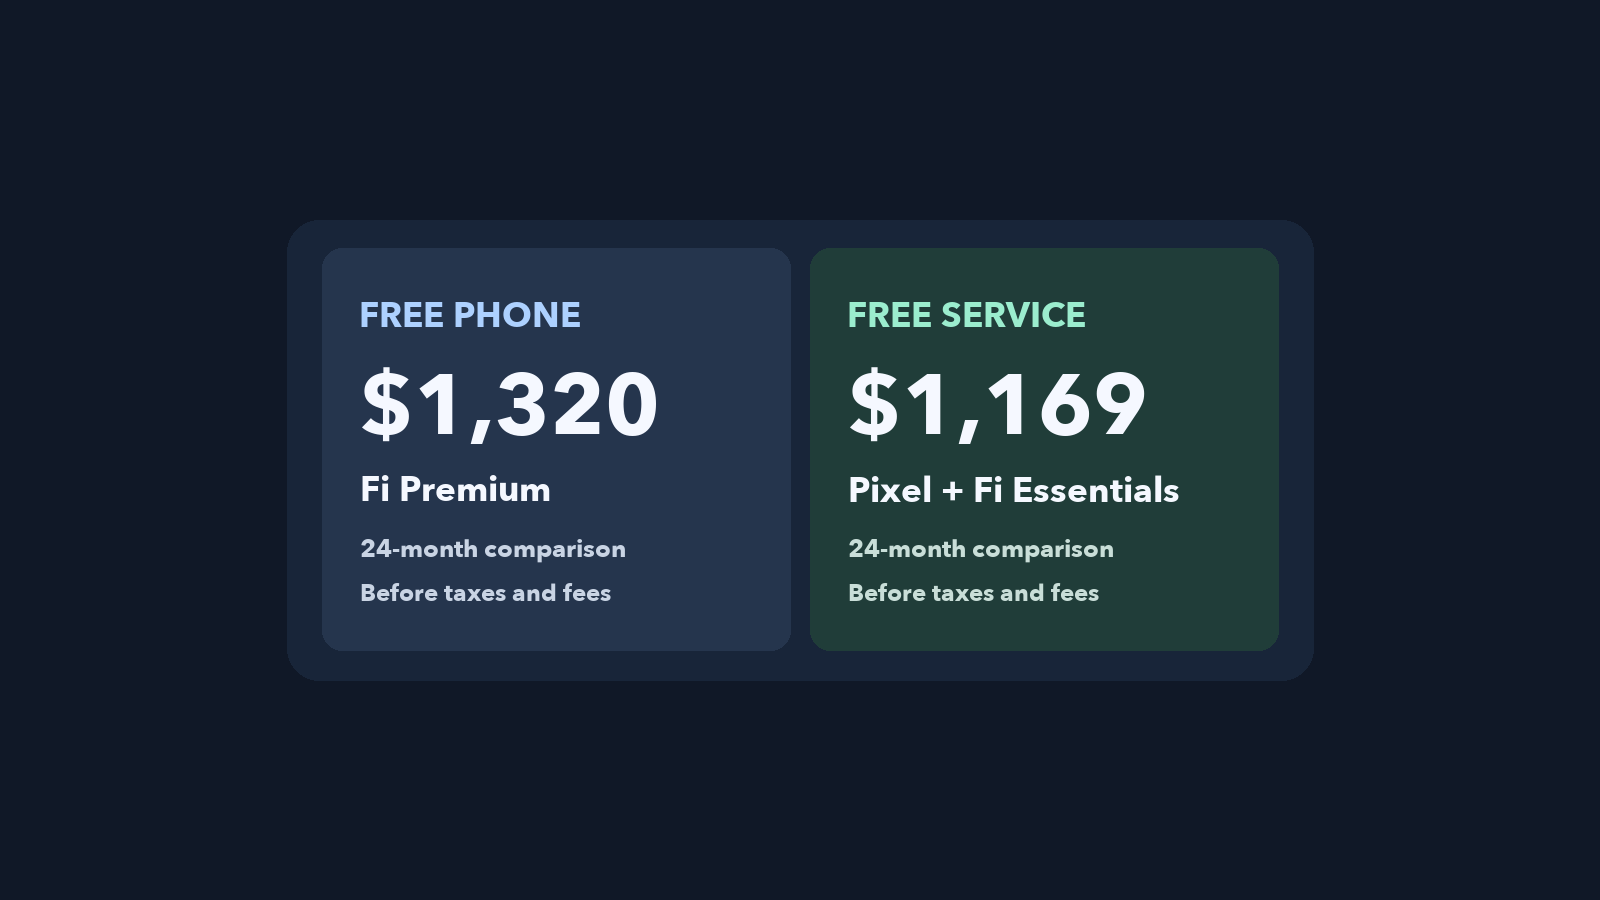 FREE PHONE
$1,320
Fi Premium
24-month comparison
Before taxes and fees
FREE SERVICE
$1,169
Pixel + Fi Essentials
24-month comparison
Before taxes and fees